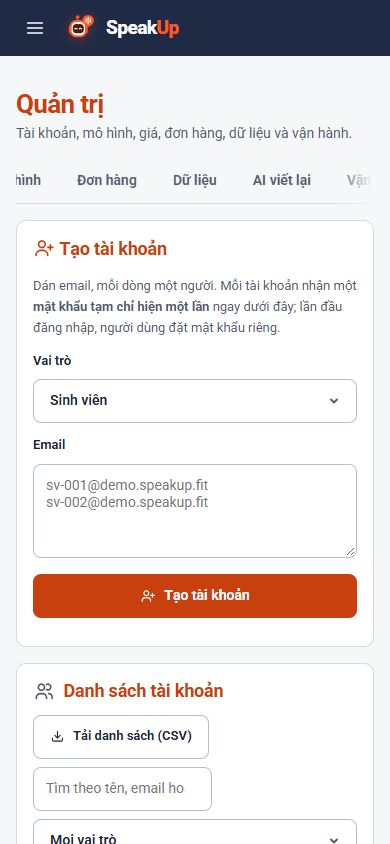 SpeakUp
Quản trị
Tài khoản, mô hình, giá, đơn hàng, dữ liệu và vận hành.
hình Đơn hàng Dữ liệu AI viết lại Vận
Tạo tài khoản
Dán email, mỗi dòng một người. Mỗi tài khoản nhận một
mật khẩu tạm chỉ hiện một lần ngay dưới đây; lần đầu
đăng nhập, người dùng đặt mật khẩu riêng.
Vai trò
Sinh viên
Email
sv-001@demo.speakup.fit
sv-002@demo.speakup.fit
Tạo tài khoản
Danh sách tài khoản
Tải danh sách (CSV)
Tìm theo tên, email ho
Mọi vai trò